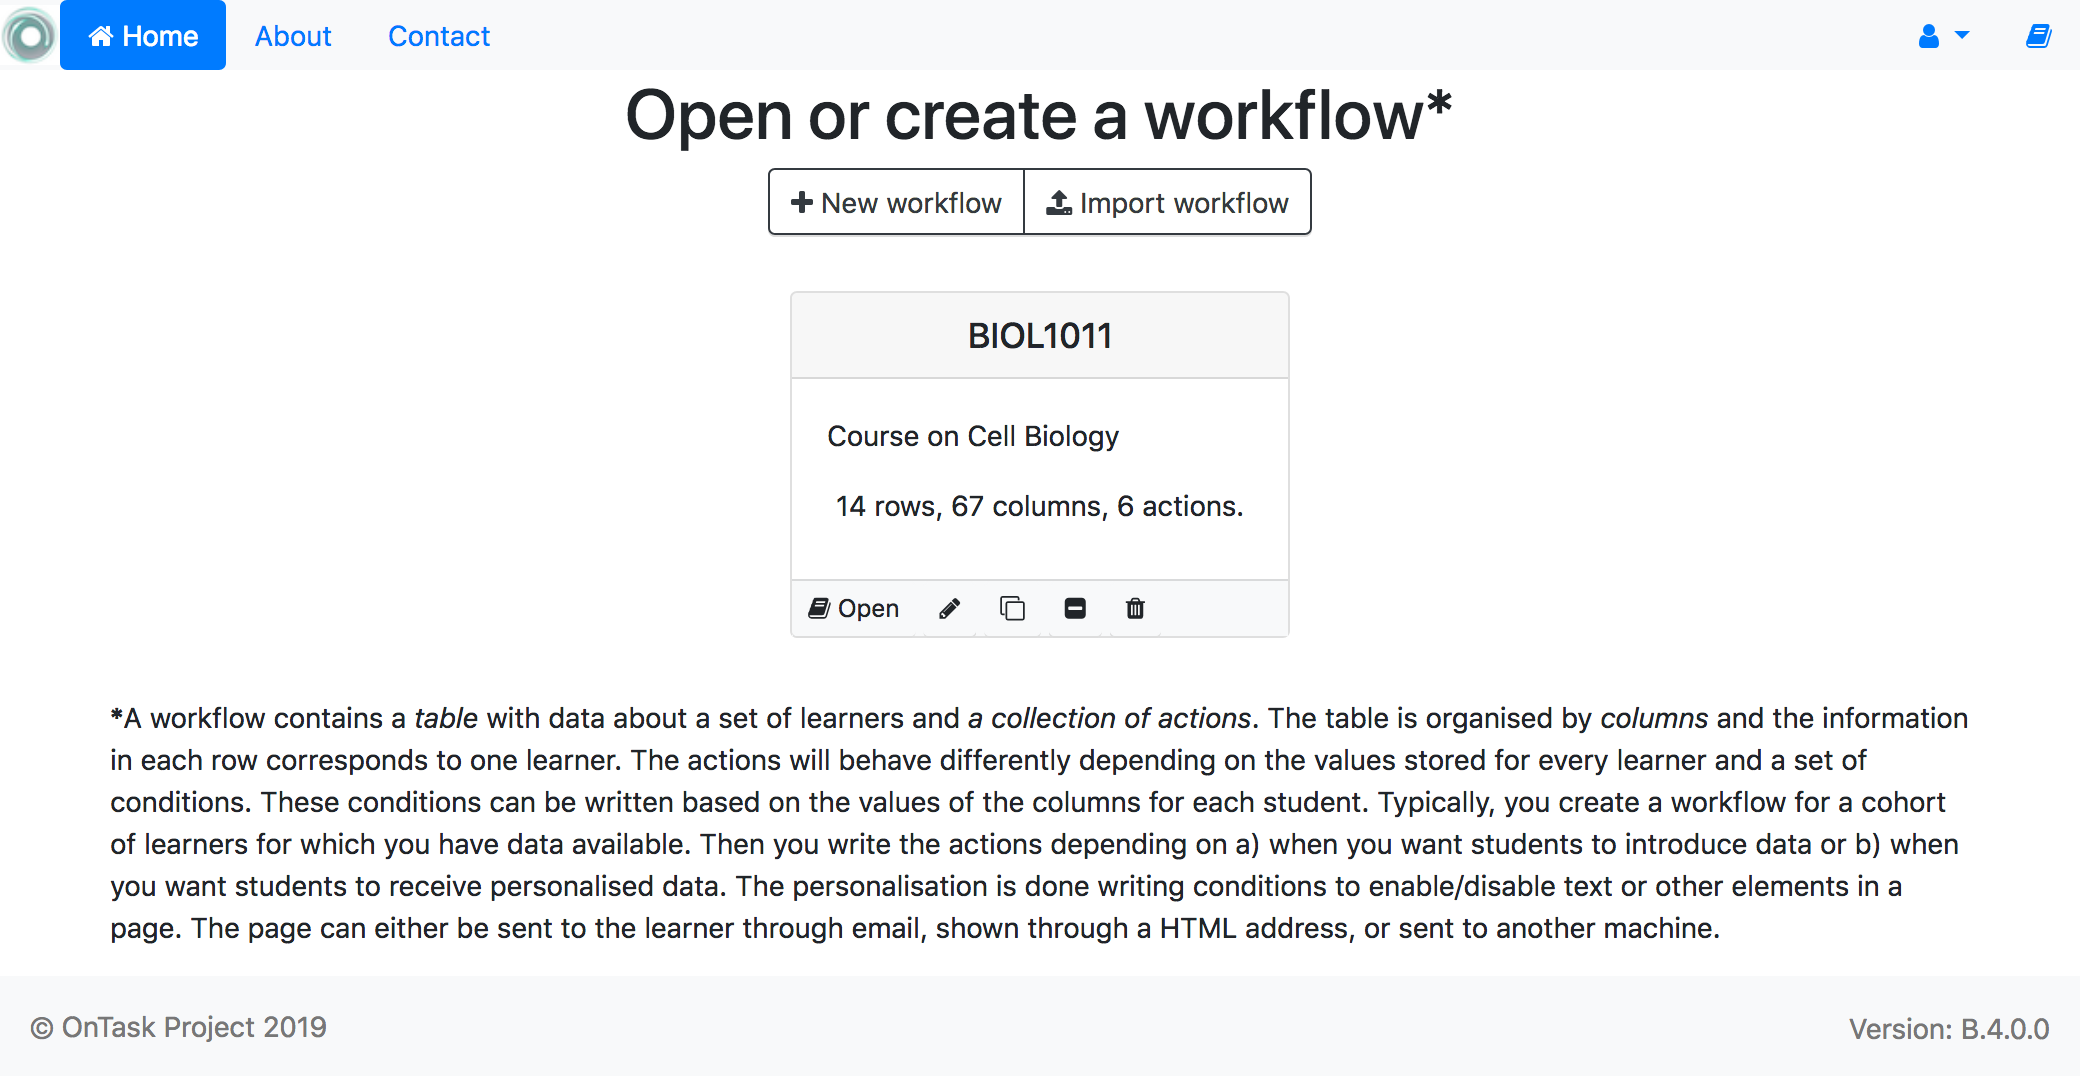 Home About Contact
Open or create a workflow*
New workflow Import workflow
BIOL1011
Course on Cell Biology
14 rows, 67 columns, 6 actions.
Open
*A workflow contains a table with data about a set of learners and a collection of actions. The table is organised by columns and the information
in each row corresponds to one learner. The actions will behave differently depending on the values stored for every learner and a set of
conditions. These conditions can be written based on the values of the columns for each student. Typically, you create a workflow for a cohort
of learners for which you have data available. Then you write the actions depending on a) when you want students to introduce data or b) when
you want students to receive personalised data. The personalisation is done writing conditions to enable/disable text or other elements in a
page. The page can either be sent to the learner through email, shown through a HTML address, or sent to another machine.
© OnTask Project 2019 Version: B.4.0.0